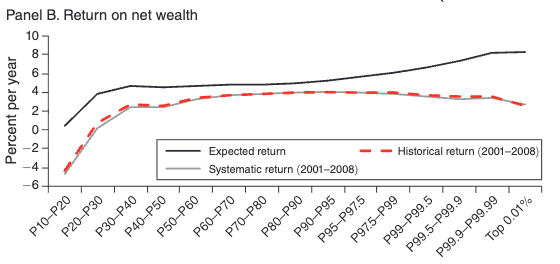 Panel B. Return on net wealth
Percent per year
10
8
6
4
2
0
−2
−4
−6
Expected return
Historical return (2001–2008)
Systematic return (2001–2008)
P10–P20
P20–P30
P30–P40
P40–P50
P50–P60
P60–P70
P70–P80
P80–P90
P90–P95
P95–P97.5
P97.5–P99
P99–P99.5
P99.5–P99.9
P99.9–P99.99
Top 0.01%